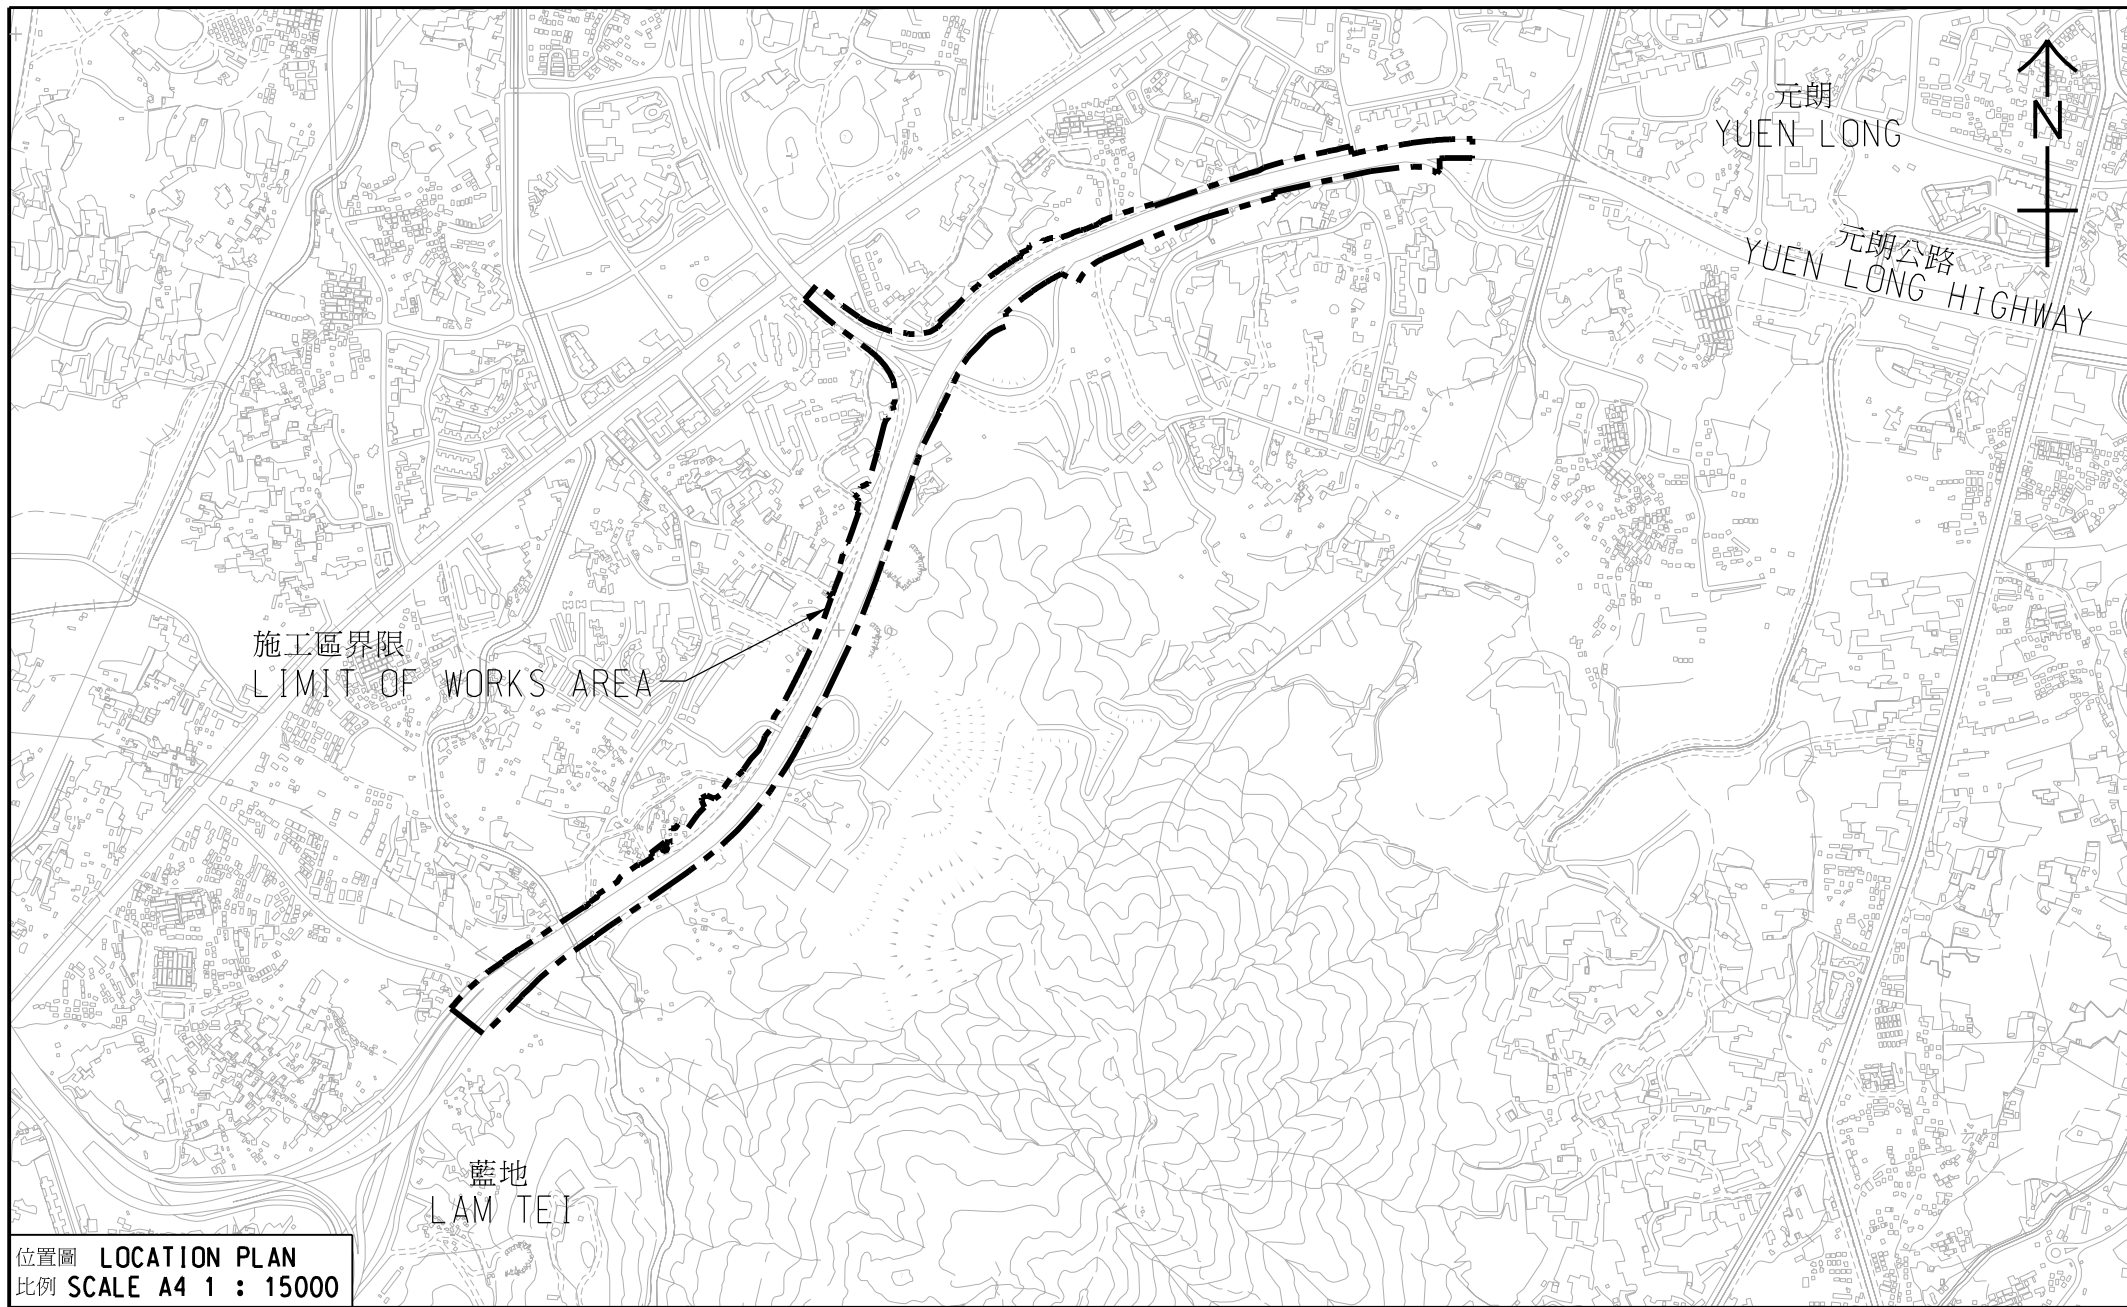 元朗
YUEN LONG
N
元朗公路
YUEN LONG HIGHWAY
施工區界限
LIMIT OF WORKS AREA
藍地
LAM TEI
位置圖 LOCATION PLAN
比例 SCALE A4 1 : 15000